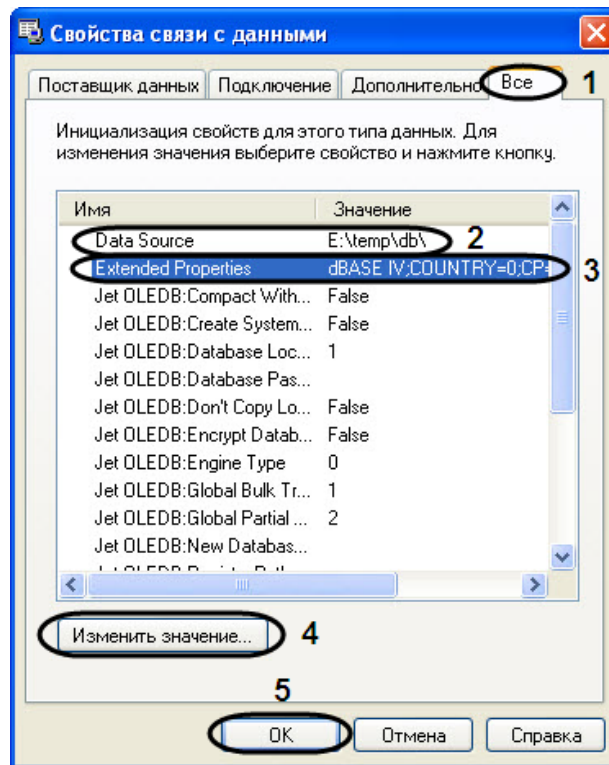 Свойства связи с данными
Поставщик данных Подключение Дополнительно Все 1
Инициализация свойств для этого типа данных. Для
изменения значения выберите свойство и нажмите кнопку.
Имя Значение
Data Source E:\temp\db\ 2
Extended Properties dBASE IV;COUNTRY=0;CP= 3
Jet OLEDB:Compact With... False
Jet OLEDB:Create System... False
Jet OLEDB:Database Loc... 1
Jet OLEDB:Database Pas...
Jet OLEDB:Don't Copy Lo... False
Jet OLEDB:Encrypt Datab... False
Jet OLEDB:Engine Type 0
Jet OLEDB:Global Bulk Tr... 1
Jet OLEDB:Global Partial ... 2
Jet OLEDB:New Databas...
Изменить значение... 4
5
OK Отмена Справка